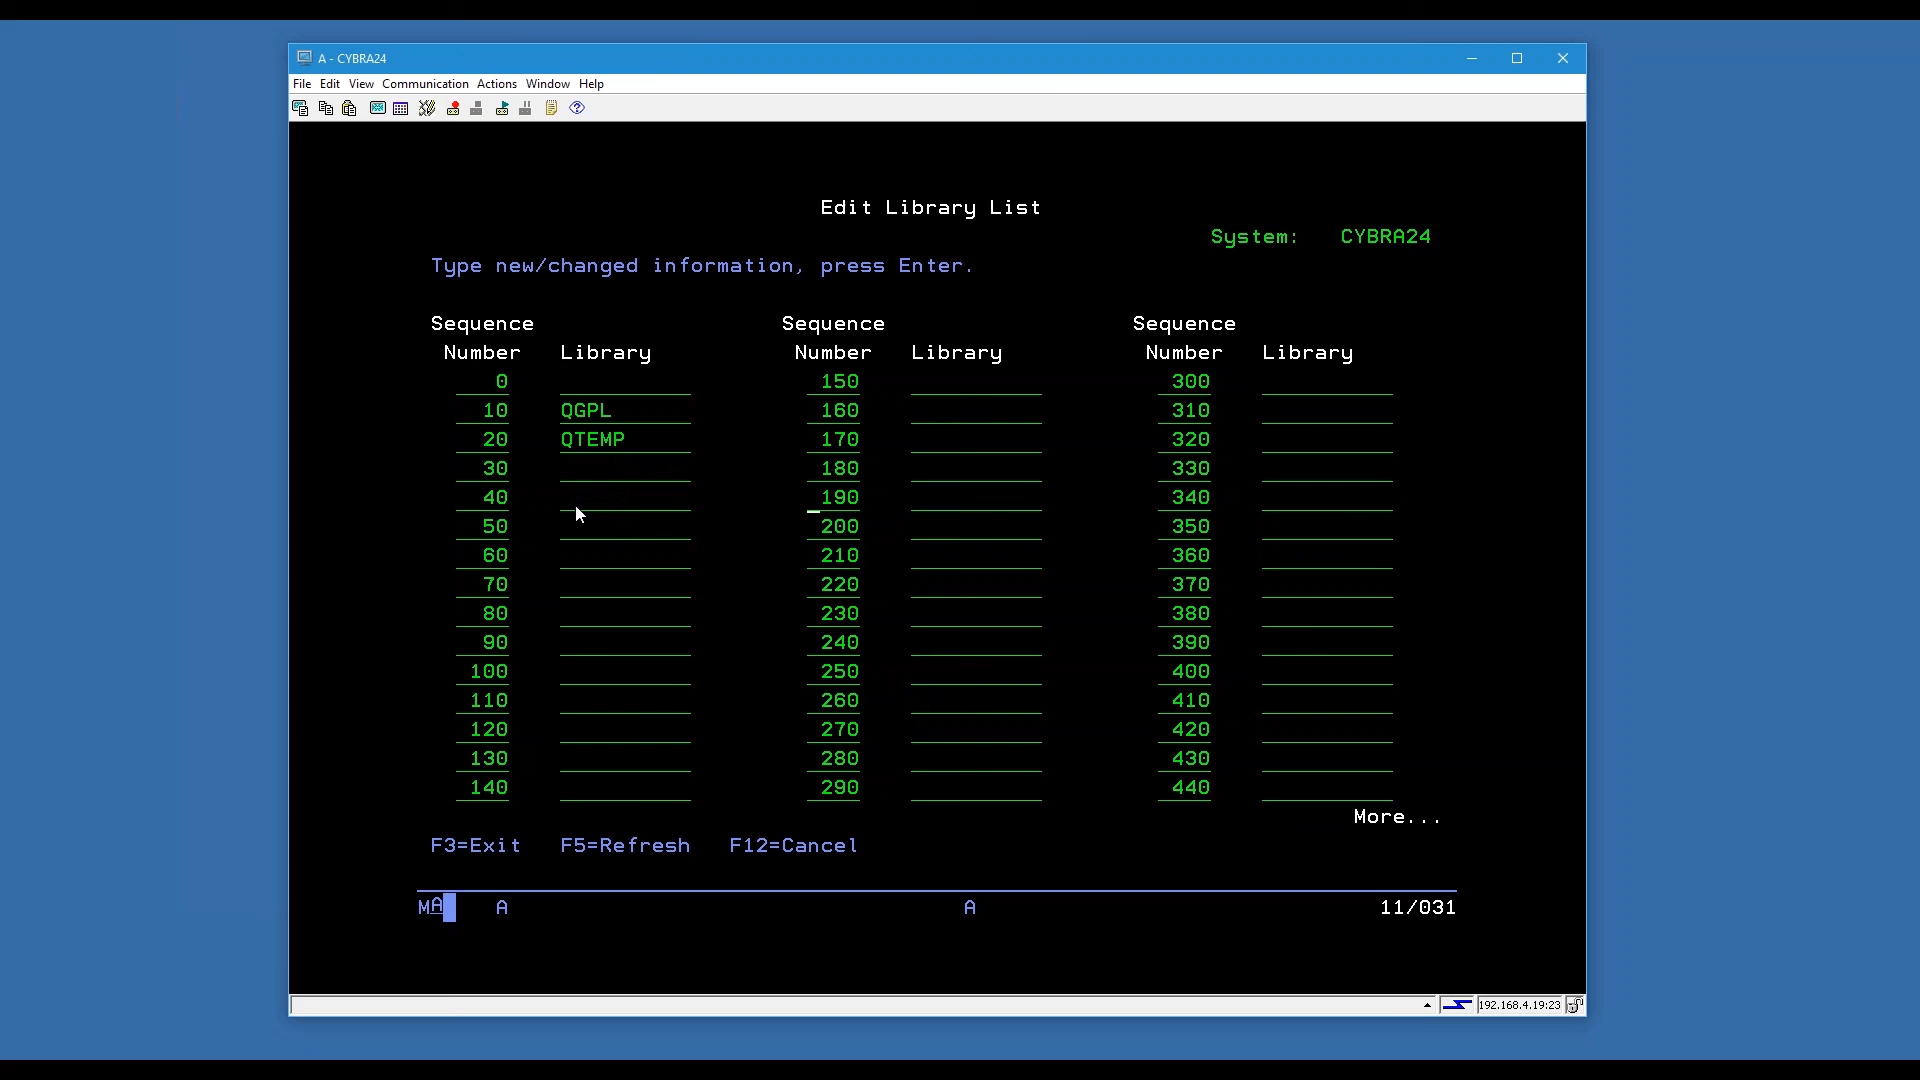 A - CYBRA24
File Edit View Communication Actions Window Help
Edit Library List
System: CYBRA24
Type new/changed information, press Enter.
Sequence Sequence Sequence
Number Library Number Library Number Library
0 150 300
10 QGPL 160 310
20 QTEMP 170 320
30 180 330
40 190 340
50 200 350
60 210 360
70 220 370
80 230 380
90 240 390
100 250 400
110 260 410
120 270 420
130 280 430
140 290 440
More...
F3=Exit F5=Refresh F12=Cancel
MA A A 11/031
192.168.4.19:23